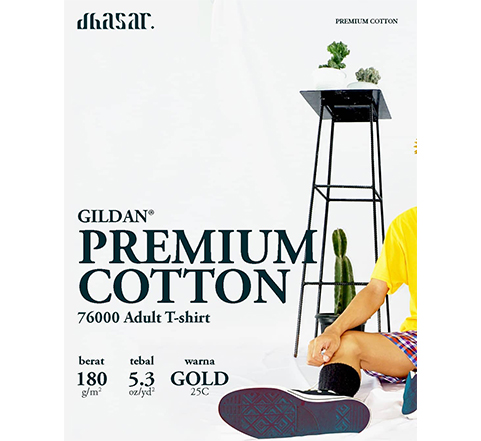 dhasar.
PREMIUM COTTON
GILDAN®
PREMIUM
COTTON
76000 Adult T-shirt
berat tebal warna
180 5.3 GOLD
g/m² oz/yd² 25C